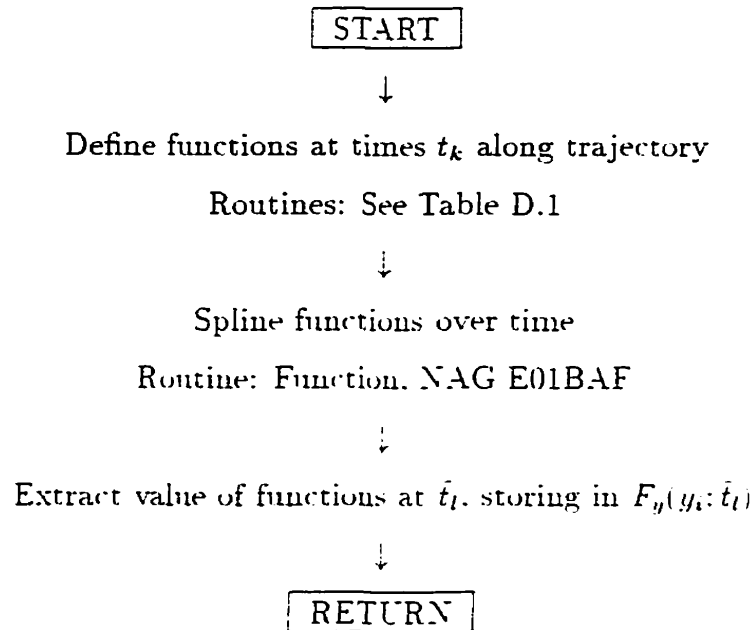 START
↓
Define functions at times t_k along trajectory
Routines: See Table D.1
↓
Spline functions over time
Routine: Function, NAG E01BAF
↓
Extract value of functions at t̄_l, storing in F_y(y_i; t̄_l)
↓
RETURN